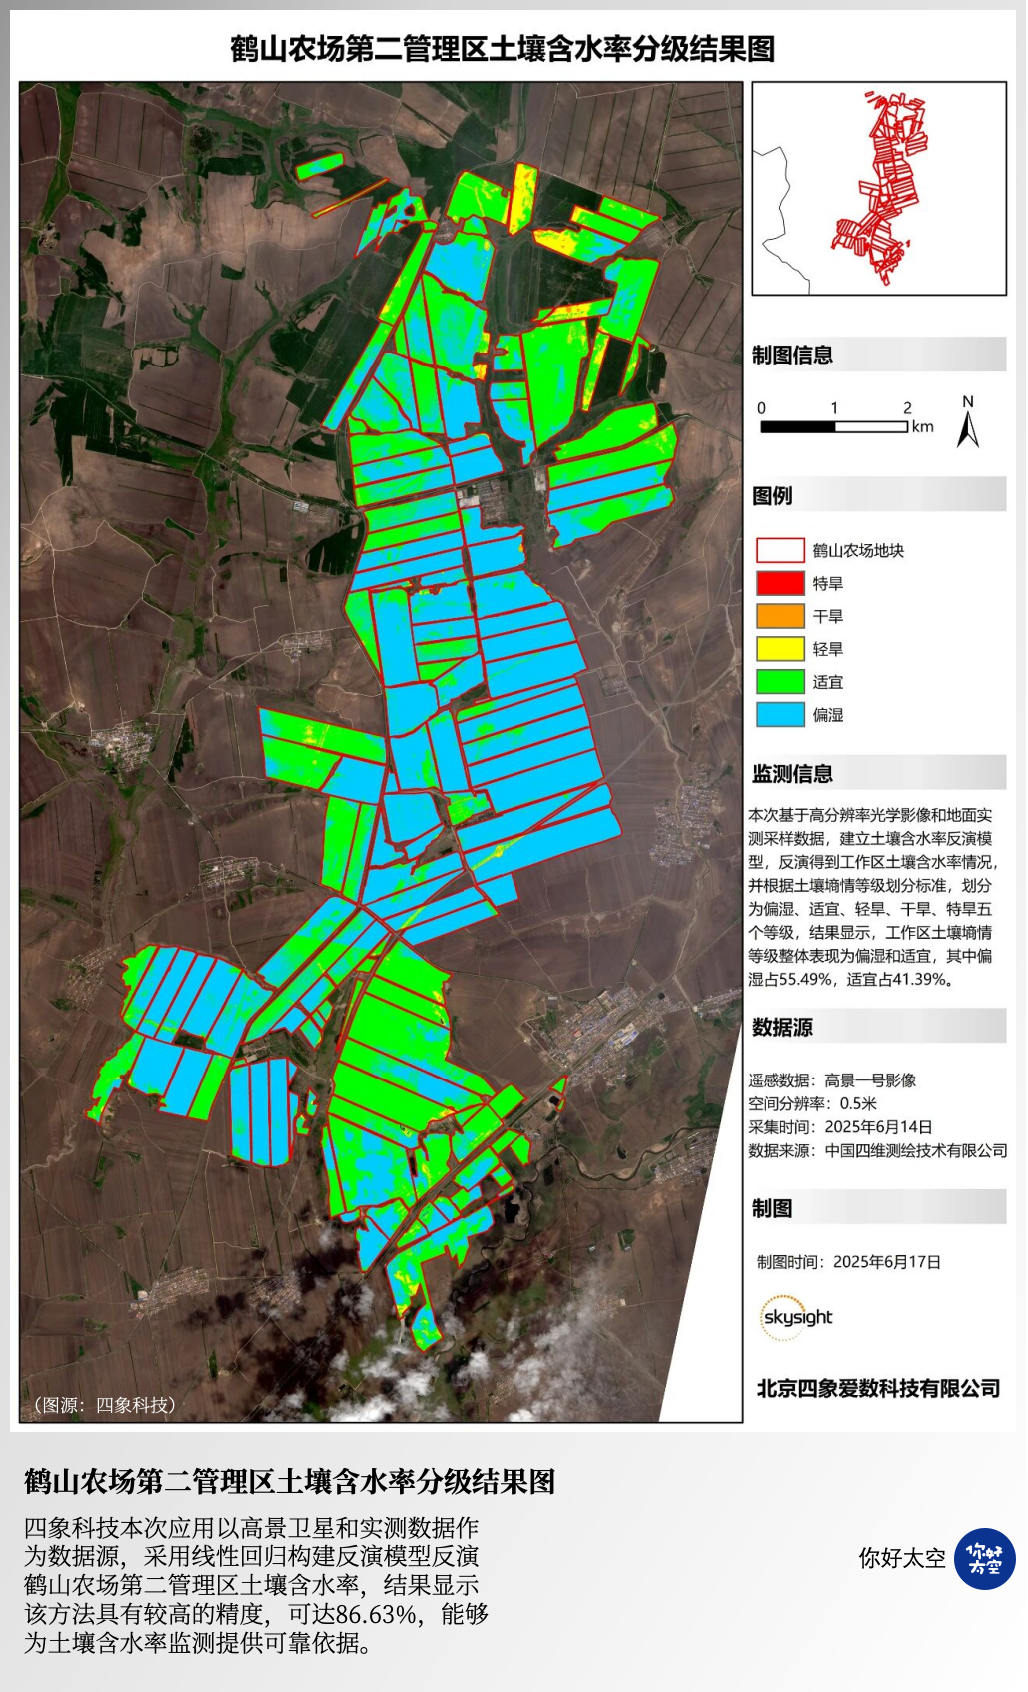 鹤山农场第二管理区土壤含水率分级结果图
制图信息
0 1 2
km
N
图例
鹤山农场地块
特旱
干旱
轻旱
适宜
偏湿
监测信息
本次基于高分辨率光学影像和地面实
测采样数据，建立土壤含水率反演模
型，反演得到工作区土壤含水率情况，
并根据土壤墒情等级划分标准，划分
为偏湿、适宜、轻旱、干旱、特旱五
个等级，结果显示，工作区土壤墒情
等级整体表现为偏湿和适宜，其中偏
湿占55.49%，适宜占41.39%。
数据源
遥感数据：高景一号影像
空间分辨率：0.5米
采集时间：2025年6月14日
数据来源：中国四维测绘技术有限公司
制图
制图时间：2025年6月17日
skysight
北京四象爱数科技有限公司
（图源：四象科技）
鹤山农场第二管理区土壤含水率分级结果图
四象科技本次应用以高景卫星和实测数据作
为数据源，采用线性回归构建反演模型反演
鹤山农场第二管理区土壤含水率，结果显示
该方法具有较高的精度，可达86.63%，能够
为土壤含水率监测提供可靠依据。
你好太空
你好
太空